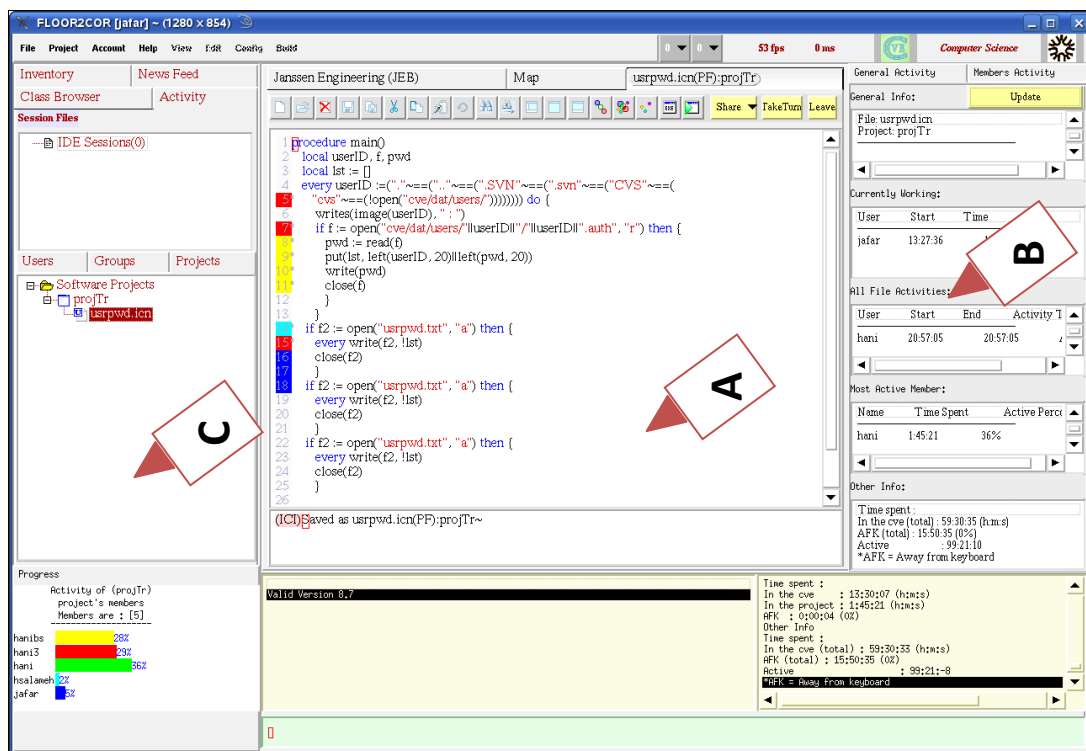 FLOOR2COR [jafar] ~ (1280 x 854)
File Project Account Help View Edit Config Build
0 0 53 fps 0 ms CVE Computer Science
Inventory News Feed
Class Browser Activity
Session Files
IDE Sessions(0)
Users Groups Projects
Software Projects
projTr
usrpwd.icn
C
Progress
Activity of (projTr)
project's members
Members are : [5]
hanibs 28%
hani3 29%
hani 36%
hsalameh 2%
jafar 5%
Janssen Engineering (JEB) Map usrpwd.icn(PF):projTr
Share TakeTurn Leave
1 procedure main()
2 local userID, f, pwd
3 local lst := []
4 every userID :=("."~==(".."~==(".SVN"~==(".svn"~==("CVS"~==(
5 "cvs"~==(!open("cve/dat/users/")))))))) do {
6 writes(image(userID), " : ")
7 if f := open("cve/dat/users/"||userID||"/"||userID||".auth", "r") then {
8 pwd := read(f)
9 put(lst, left(userID, 20)||left(pwd, 20))
10 write(pwd)
11 close(f)
12 }
13 }
if f2 := open("usrpwd.txt", "a") then {
15 every write(f2, !lst)
16 close(f2)
17 }
18 if f2 := open("usrpwd.txt", "a") then {
19 every write(f2, !lst)
20 close(f2)
21 }
22 if f2 := open("usrpwd.txt", "a") then {
23 every write(f2, !lst)
24 close(f2)
25 }
26
A
(ICI)Saved as usrpwd.icn(PF):projTr~
Valid Version 8.7
Time spent :
In the cve : 13:30:07 (h:m:s)
In the project : 1:45:21 (h:m:s)
AFK : 0:00:04 (0%)
Other Info
Time spent :
In the cve (total) : 59:30:33 (h:m:s)
AFK (total) : 15:50:35 (0%)
Active : 99:21:-8
*AFK = Away from keyboard
General Activity Members Activity
General Info: Update
File: usrpwd.icn
Project: projTr
Currently Working:
User Start Time
jafar 13:27:36
B
All File Activities:
User Start End Activity T
hani 20:57:05 20:57:05
Most Active Member:
Name Time Spent Active Perce
hani 1:45:21 36%
Other Info:
Time spent :
In the cve (total) : 59:30:35 (h:m:s)
AFK (total) : 15:50:35 (0%)
Active : 99:21:10
*AFK = Away from keyboard